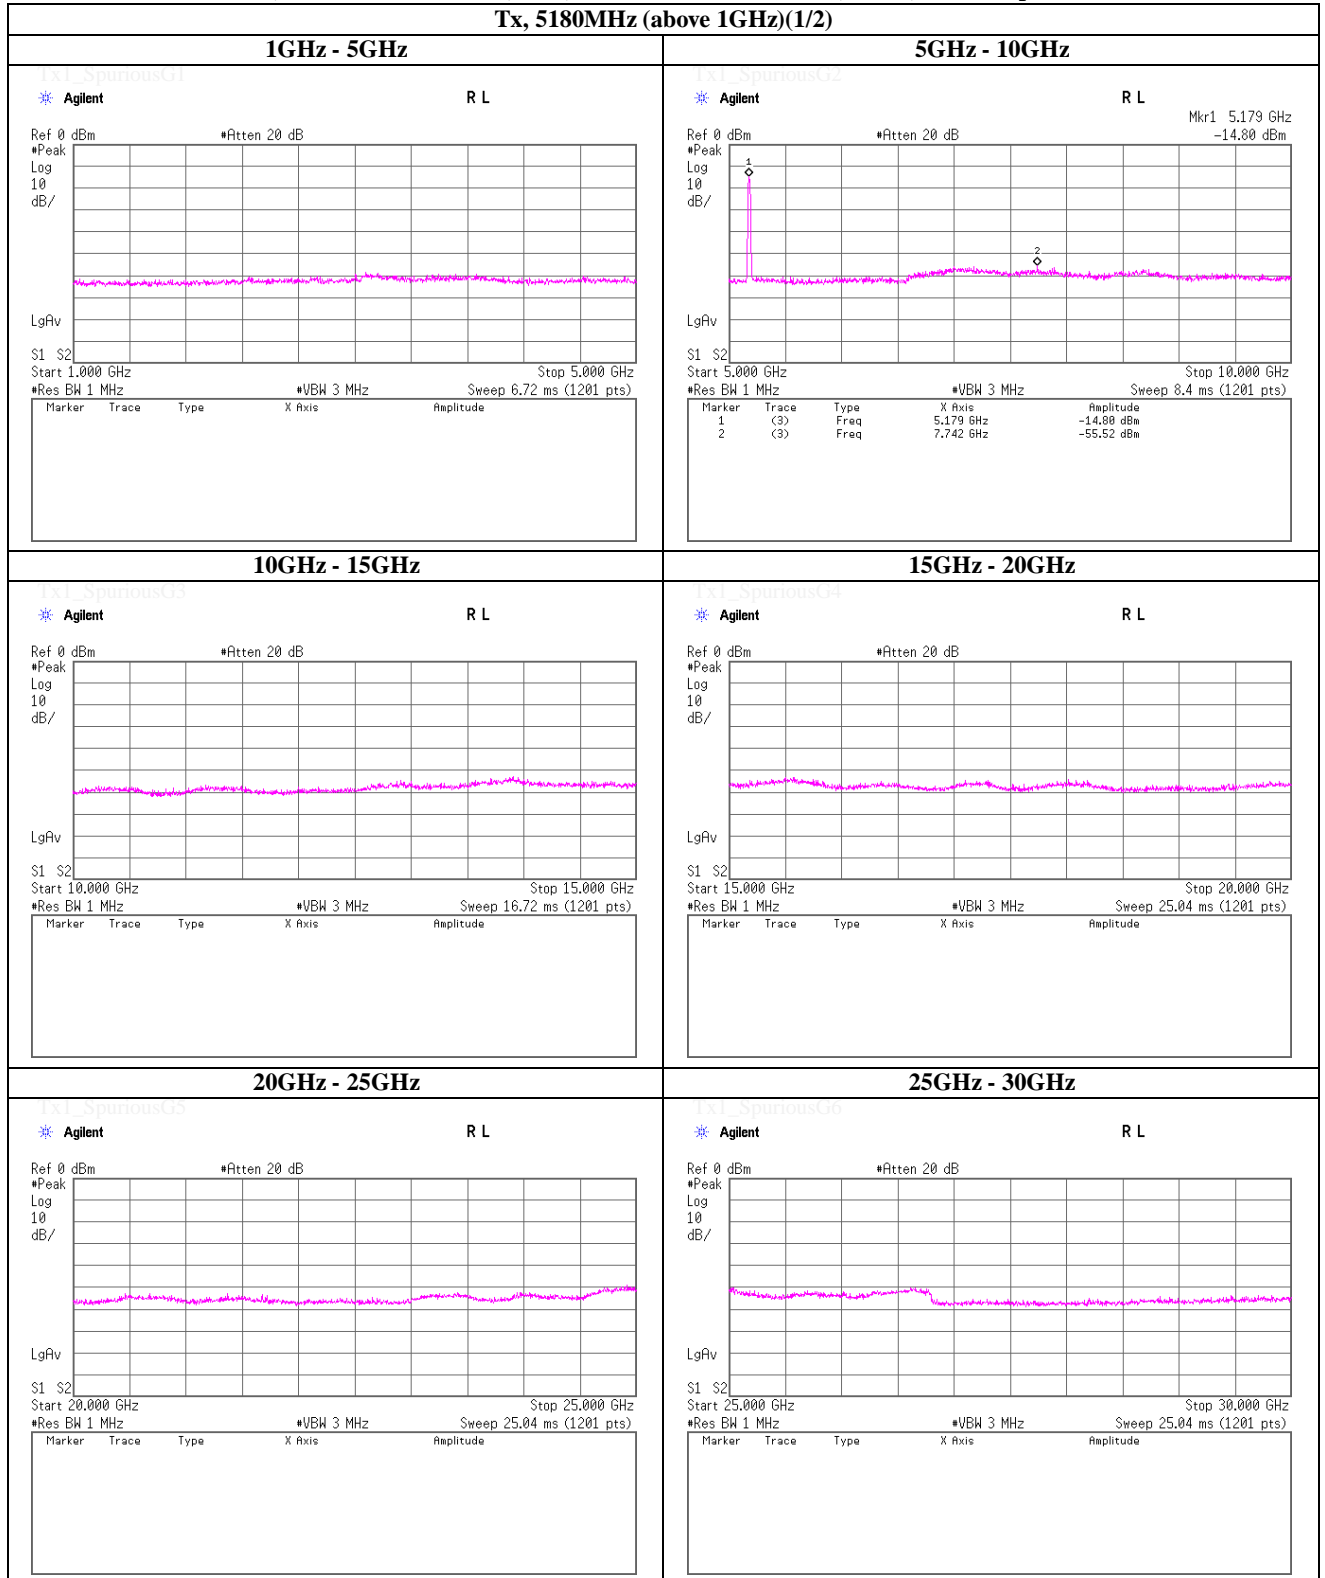 Tx, 5180MHz (above 1GHz)(1/2)
1GHz - 5GHz
Tx1_SpuriousG1
Agilent R L
Ref 0 dBm #Atten 20 dB
#Peak
Log
10
dB/
LgAv
S1 S2
Start 1.000 GHz Stop 5.000 GHz
#Res BW 1 MHz #VBW 3 MHz Sweep 6.72 ms (1201 pts)
Marker Trace Type X Axis Amplitude
5GHz - 10GHz
Tx1_SpuriousG2
Agilent R L
Mkr1 5.179 GHz
Ref 0 dBm #Atten 20 dB -14.80 dBm
#Peak
Log
10
dB/
1
2
LgAv
S1 S2
Start 5.000 GHz Stop 10.000 GHz
#Res BW 1 MHz #VBW 3 MHz Sweep 8.4 ms (1201 pts)
Marker Trace Type X Axis Amplitude
1 (3) Freq 5.179 GHz -14.80 dBm
2 (3) Freq 7.742 GHz -55.52 dBm
10GHz - 15GHz
Tx1_SpuriousG3
Agilent R L
Ref 0 dBm #Atten 20 dB
#Peak
Log
10
dB/
LgAv
S1 S2
Start 10.000 GHz Stop 15.000 GHz
#Res BW 1 MHz #VBW 3 MHz Sweep 16.72 ms (1201 pts)
Marker Trace Type X Axis Amplitude
15GHz - 20GHz
Tx1_SpuriousG4
Agilent R L
Ref 0 dBm #Atten 20 dB
#Peak
Log
10
dB/
LgAv
S1 S2
Start 15.000 GHz Stop 20.000 GHz
#Res BW 1 MHz #VBW 3 MHz Sweep 25.04 ms (1201 pts)
Marker Trace Type X Axis Amplitude
20GHz - 25GHz
Tx1_SpuriousG5
Agilent R L
Ref 0 dBm #Atten 20 dB
#Peak
Log
10
dB/
LgAv
S1 S2
Start 20.000 GHz Stop 25.000 GHz
#Res BW 1 MHz #VBW 3 MHz Sweep 25.04 ms (1201 pts)
Marker Trace Type X Axis Amplitude
25GHz - 30GHz
Tx1_SpuriousG6
Agilent R L
Ref 0 dBm #Atten 20 dB
#Peak
Log
10
dB/
LgAv
S1 S2
Start 25.000 GHz Stop 30.000 GHz
#Res BW 1 MHz #VBW 3 MHz Sweep 25.04 ms (1201 pts)
Marker Trace Type X Axis Amplitude